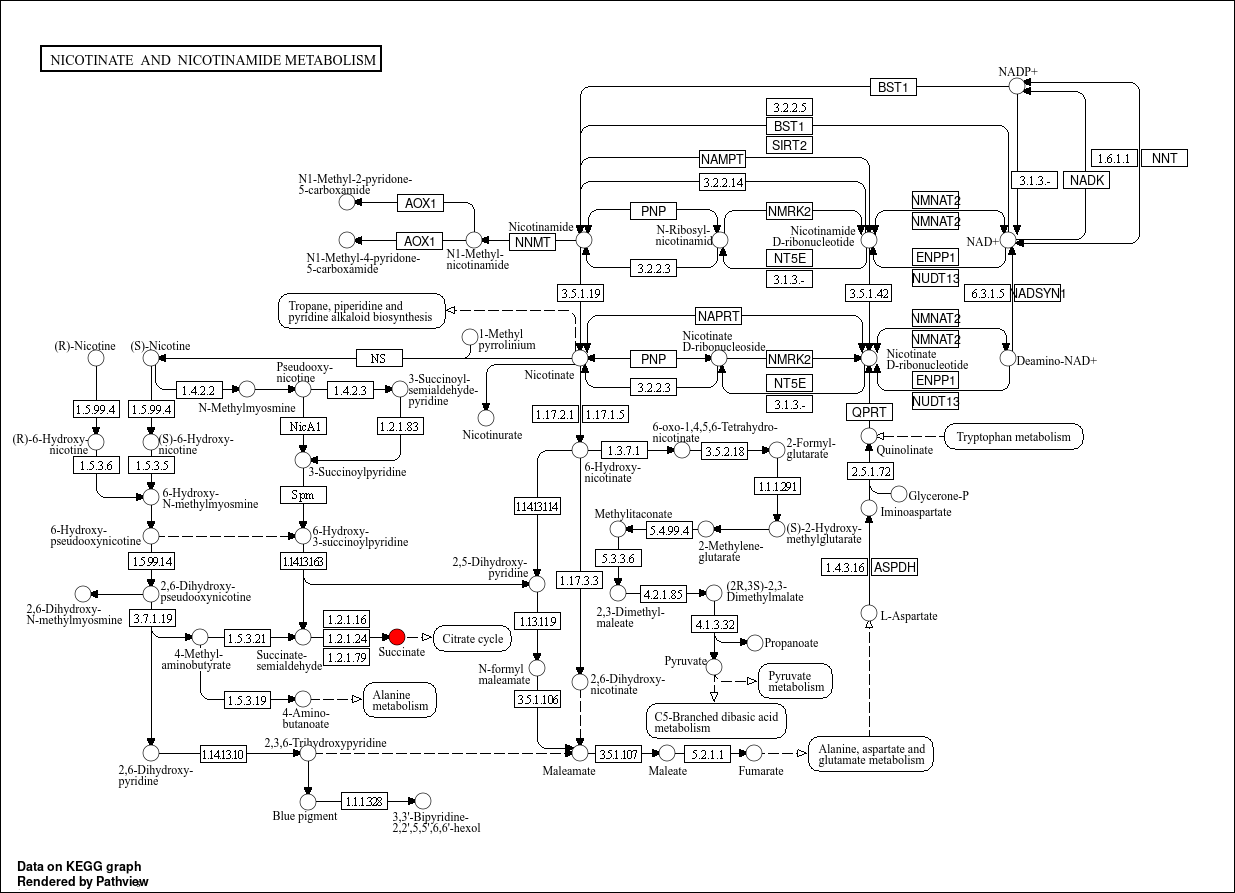 NICOTINATE AND NICOTINAMIDE METABOLISM
NADP+
BST1
3.2.2.5
BST1
SIRT2
NAMPT
1.6.1.1
NNT
3.2.2.14
3.1.3.-
NADK
N1-Methyl-2-pyridone-
5-carboxamide
AOX1
NMNAT2
PNP
NMRK2
NMNAT2
Nicotinamide
N-Ribosyl-
nicotinamid
Nicotinamide
D-ribonucleotide
NAD+
AOX1
NNMT
N1-Methyl-4-pyridone-
5-carboxamide
N1-Methyl-
nicotinamide
NT5E
ENPP1
3.2.2.3
3.1.3.-
NUDT13
3.5.1.19
3.5.1.42
6.3.1.5
NADSYN1
Tropane, piperidine and
pyridine alkaloid biosynthesis
NAPRT
NMNAT2
NMNAT2
1-Methyl
pyrrolinium
Nicotinate
D-ribonucleoside
(R)-Nicotine
(S)-Nicotine
NS
PNP
NMRK2
Nicotinate
D-ribonucleotide
Deamino-NAD+
Pseudooxy-
nicotine
Nicotinate
1.4.2.2
1.4.2.3
3-Succinoyl-
semialdehyde-
pyridine
3.2.2.3
NT5E
ENPP1
3.1.3.-
NUDT13
N-Methylmyosmine
1.5.99.4
1.5.99.4
NicA1
1.2.1.83
Nicotinurate
1.17.2.1
1.17.1.5
QPRT
(R)-6-Hydroxy-
nicotine
(S)-6-Hydroxy-
nicotine
6-oxo-1,4,5,6-Tetrahydro-
nicotinate
2-Formyl-
glutarate
Quinolinate
Tryptophan metabolism
1.5.3.6
1.5.3.5
3-Succinoylpyridine
6-Hydroxy-
nicotinate
1.3.7.1
3.5.2.18
2.5.1.72
6-Hydroxy-
N-methylmyosmine
Spm
1.14.13.114
1.1.1.291
Glycerone-P
Iminoaspartate
6-Hydroxy-
pseudooxynicotine
6-Hydroxy-
3-succinoylpyridine
Methylitaconate
5.4.99.4
2-Methylene-
glutarate
(S)-2-Hydroxy-
methylglutarate
1.5.99.14
1.14.13.163
2,5-Dihydroxy-
pyridine
5.3.3.6
1.4.3.16
ASPDH
1.17.3.3
2,6-Dihydroxy-
pseudooxynicotine
2,6-Dihydroxy-
N-methylmyosmine
2,3-Dimethyl-
maleate
4.2.1.85
(2R,3S)-2,3-
Dimethylmalate
L-Aspartate
3.7.1.19
1.2.1.16
1.13.11.9
4.1.3.32
1.5.3.21
1.2.1.24
1.2.1.79
Citrate cycle
Propanoate
4-Methyl-
aminobutyrate
Succinate-
semialdehyde
Succinate
N-formyl
maleamate
Pyruvate
1.5.3.19
Alanine
metabolism
4-Amino-
butanoate
3.5.1.106
2,6-Dihydroxy-
nicotinate
Pyruvate
metabolism
C5-Branched dibasic acid
metabolism
2,3,6-Trihydroxypyridine
1.14.13.10
2,6-Dihydroxy-
pyridine
Maleamate
3.5.1.107
Maleate
5.2.1.1
Fumarate
Alanine, aspartate and
glutamate metabolism
Blue pigment
1.1.1.328
3,3'-Bipyridine-
2,2',5,5',6,6'-hexol
Data on KEGG graph
Rendered by Pathview